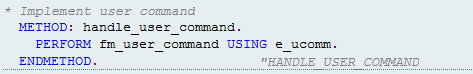 * Implement user command
METHOD: handle_user_command.
PERFORM fm_user_command USING e_ucomm.
ENDMETHOD. "HANDLE_USER_COMMAND